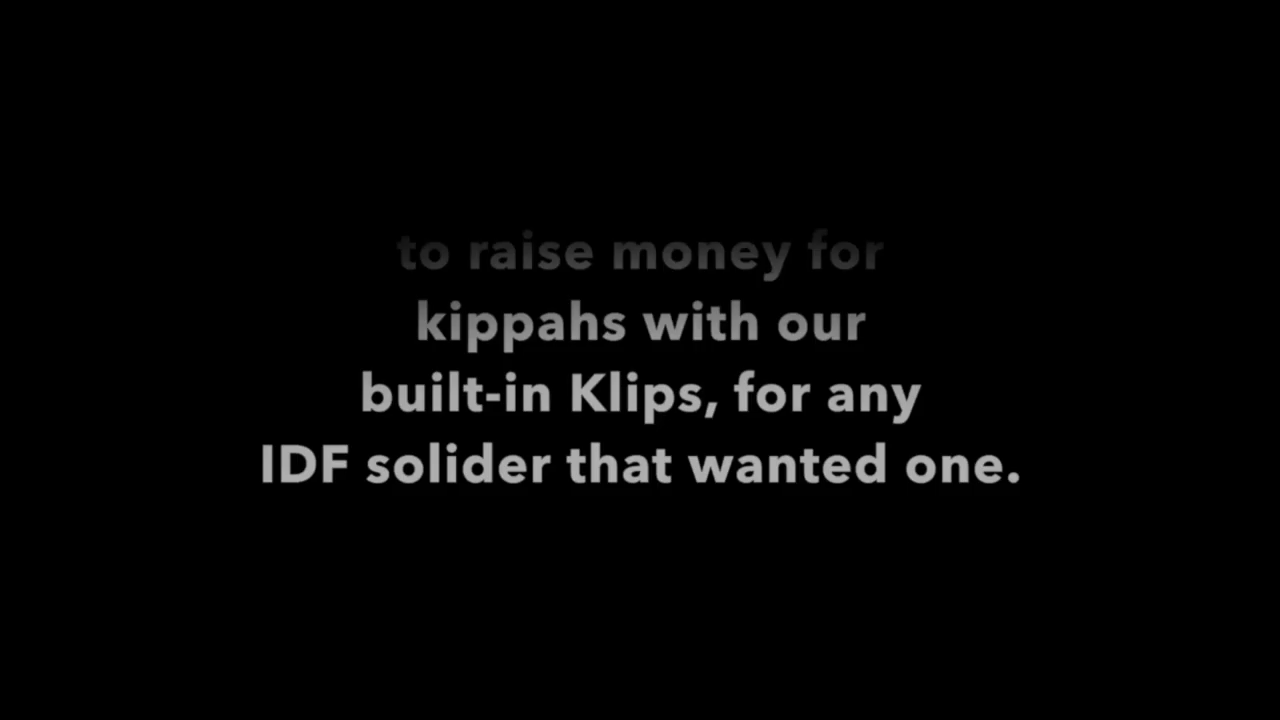 to raise money for
kippahs with our
built-in Klips, for any
IDF solider that wanted one.